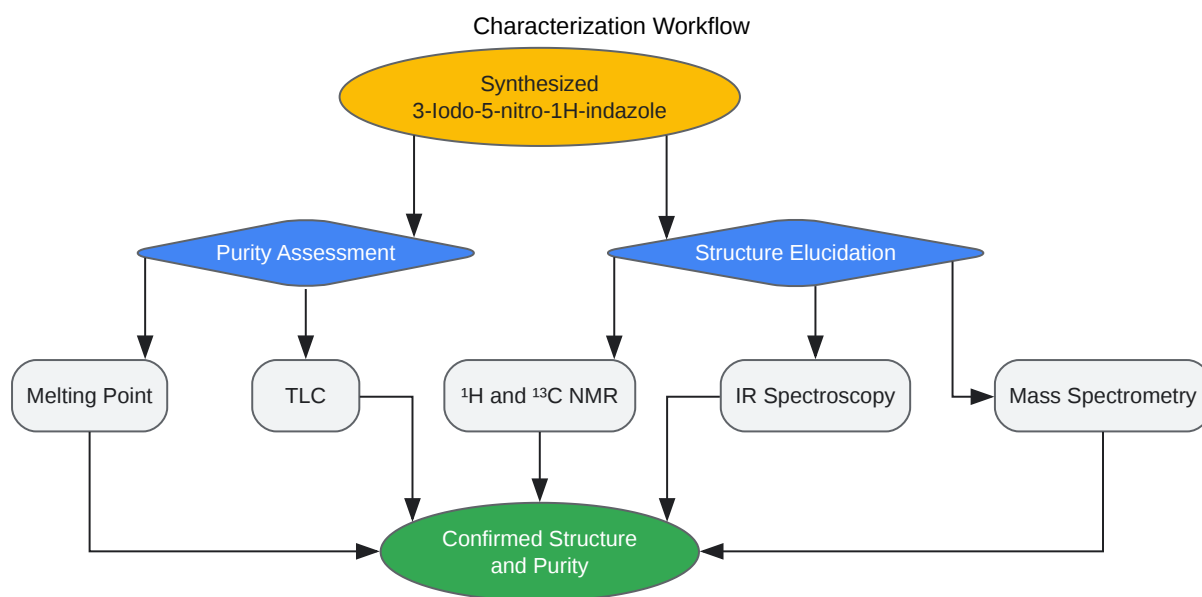 Characterization Workflow
Synthesized
3-Iodo-5-nitro-1H-indazole
Purity Assessment
Structure Elucidation
Melting Point
TLC
¹H and ¹³C NMR
IR Spectroscopy
Mass Spectrometry
Confirmed Structure
and Purity